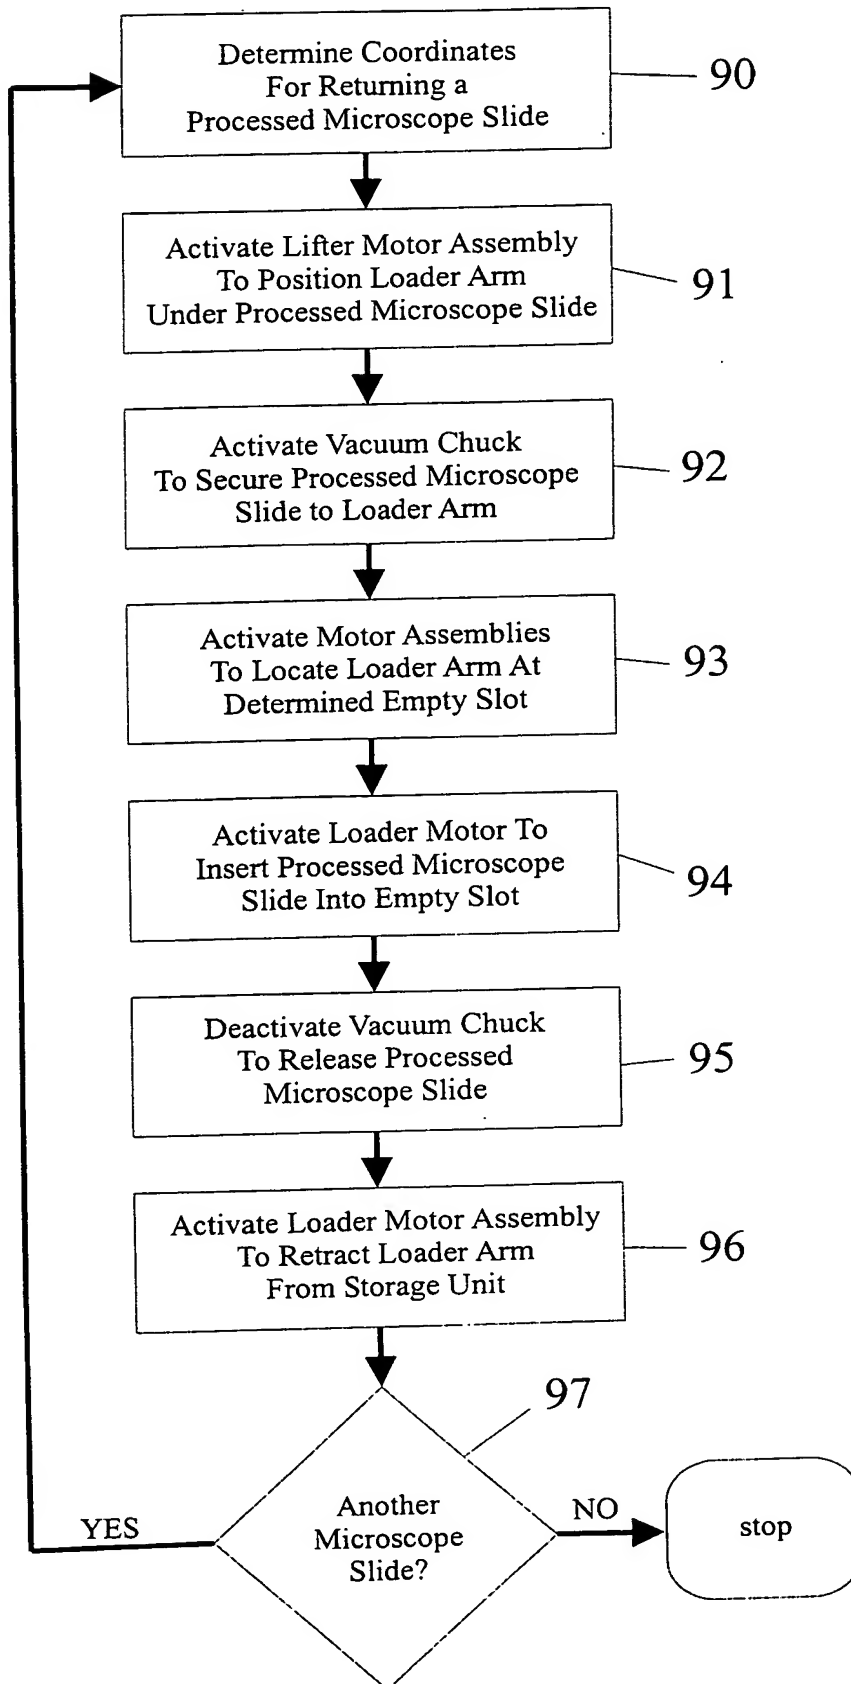 Determine Coordinates
For Returning a
Processed Microscope Slide
90
Activate Lifter Motor Assembly
To Position Loader Arm
Under Processed Microscope Slide
91
Activate Vacuum Chuck
To Secure Processed Microscope
Slide to Loader Arm
92
Activate Motor Assemblies
To Locate Loader Arm At
Determined Empty Slot
93
Activate Loader Motor To
Insert Processed Microscope
Slide Into Empty Slot
94
Deactivate Vacuum Chuck
To Release Processed
Microscope Slide
95
Activate Loader Motor Assembly
To Retract Loader Arm
From Storage Unit
96
97
Another
Microscope
Slide?
YES
NO
stop